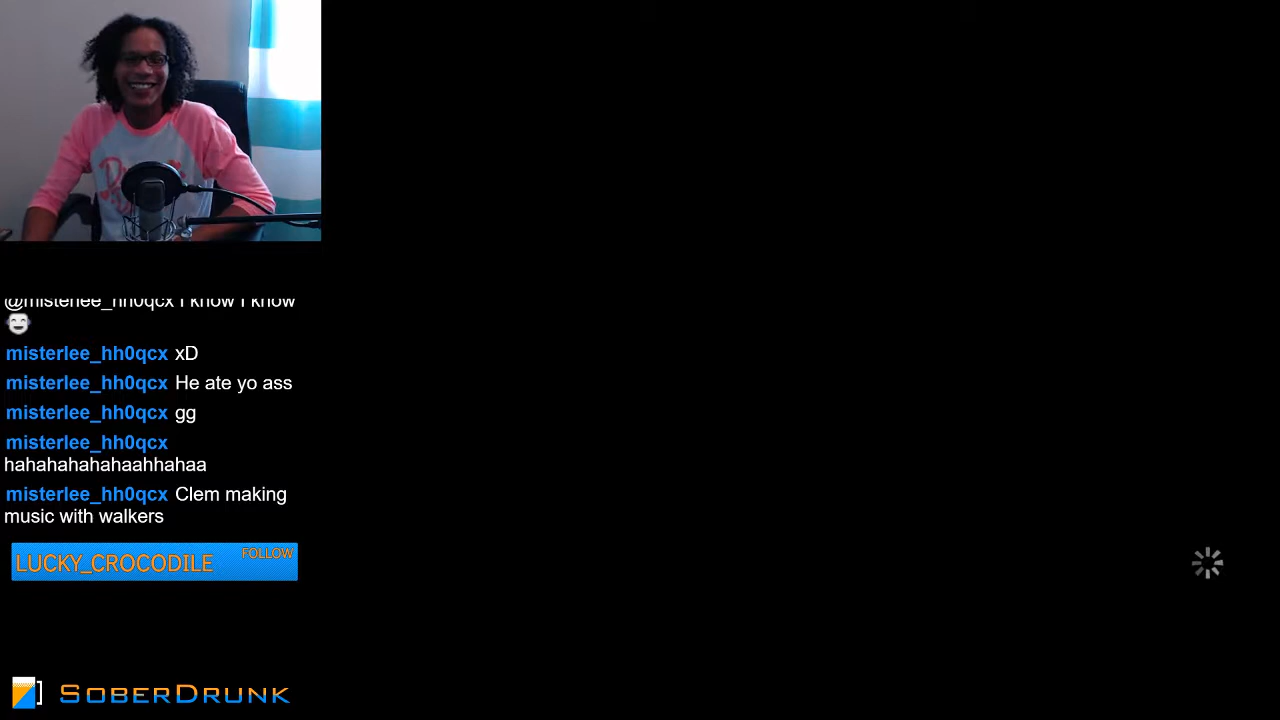 @misterlee_hh0qcx I know I know
misterlee_hh0qcx xD
misterlee_hh0qcx He ate yo ass
misterlee_hh0qcx gg
misterlee_hh0qcx
hahahahahahaahhahaa
misterlee_hh0qcx Clem making
music with walkers
LUCKY_CROCODILE FOLLOW
SOBERDRUNK